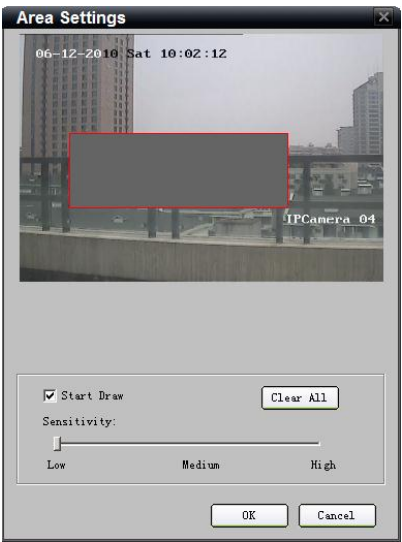 Area Settings
06-12-2010 Sat 10:02:12
IPCamera 04
Start Draw
Clear All
Sensitivity:
Low Medium High
OK Cancel